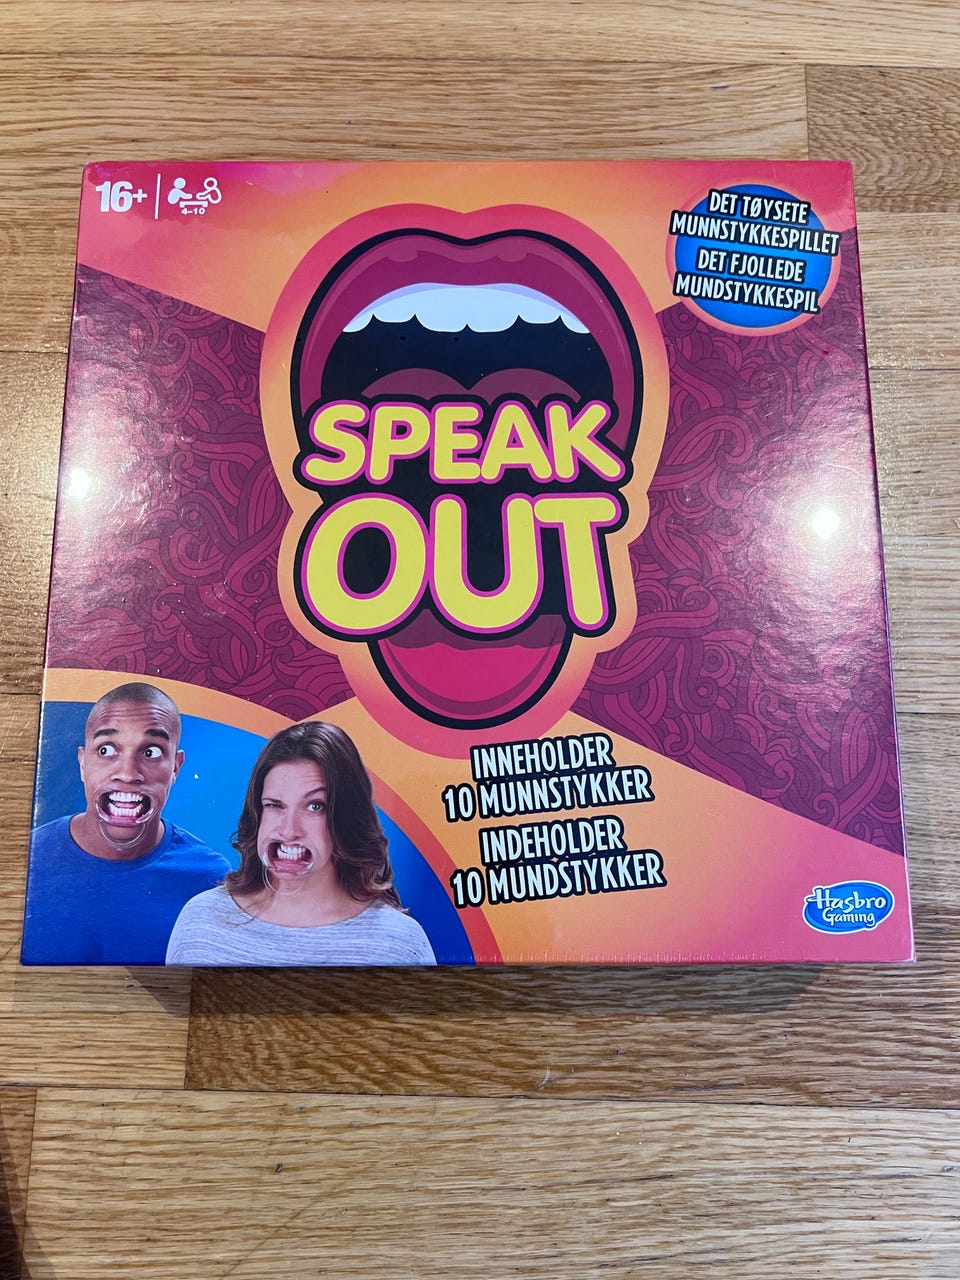 16+
4-10
DET TØYSETE
MUNNSTYKKESPILLET
DET FJOLLEDE
MUNDSTYKKESPIL
SPEAK
OUT
INNEHOLDER
10 MUNNSTYKKER
INDEHOLDER
10 MUNDSTYKKER
Hasbro
Gaming